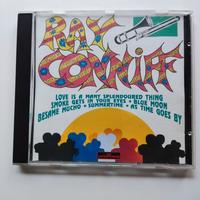 RAY
CONNIFF
LOVE IS A MANY SPLENDOURED THING
SMOKE GETS IN YOUR EYES • BLUE MOON
BESAME MUCHO • SUMMERTIME • AS TIME GOES BY